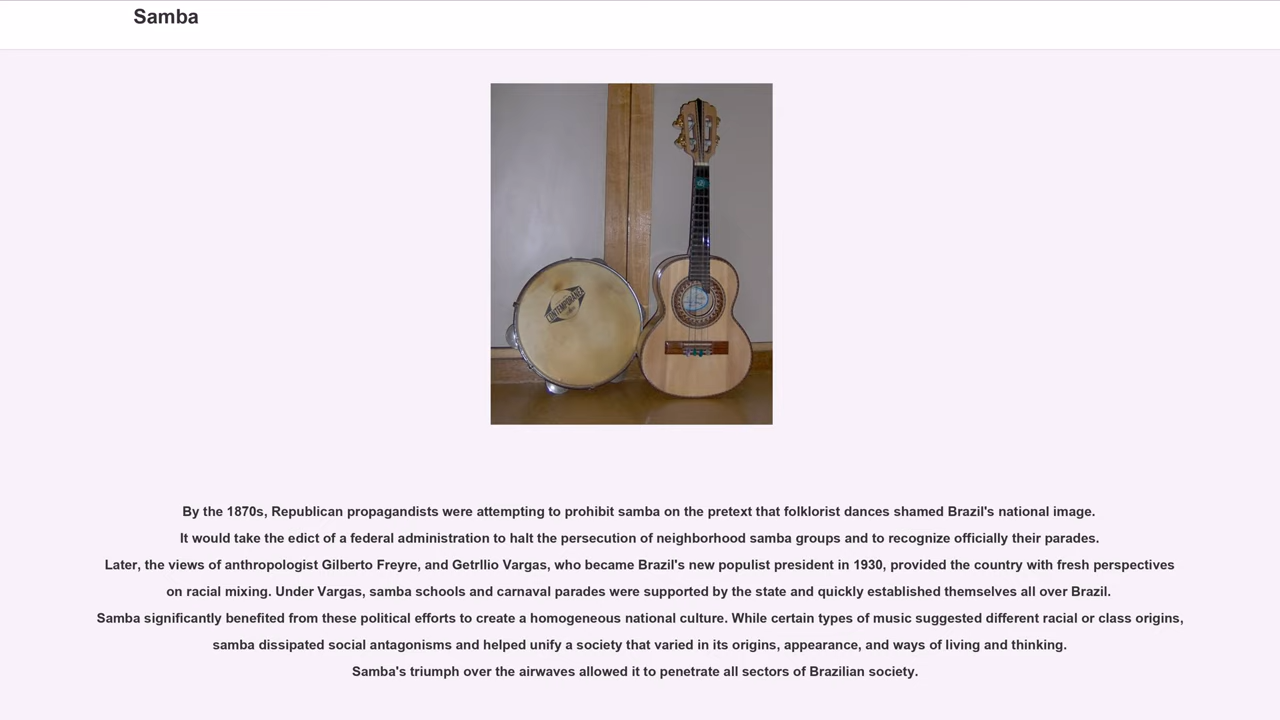 Samba
CONTEMPORÂNEA
By the 1870s, Republican propagandists were attempting to prohibit samba on the pretext that folklorist dances shamed Brazil's national image.
It would take the edict of a federal administration to halt the persecution of neighborhood samba groups and to recognize officially their parades.
Later, the views of anthropologist Gilberto Freyre, and Getrllio Vargas, who became Brazil's new populist president in 1930, provided the country with fresh perspectives
on racial mixing. Under Vargas, samba schools and carnaval parades were supported by the state and quickly established themselves all over Brazil.
Samba significantly benefited from these political efforts to create a homogeneous national culture. While certain types of music suggested different racial or class origins,
samba dissipated social antagonisms and helped unify a society that varied in its origins, appearance, and ways of living and thinking.
Samba's triumph over the airwaves allowed it to penetrate all sectors of Brazilian society.